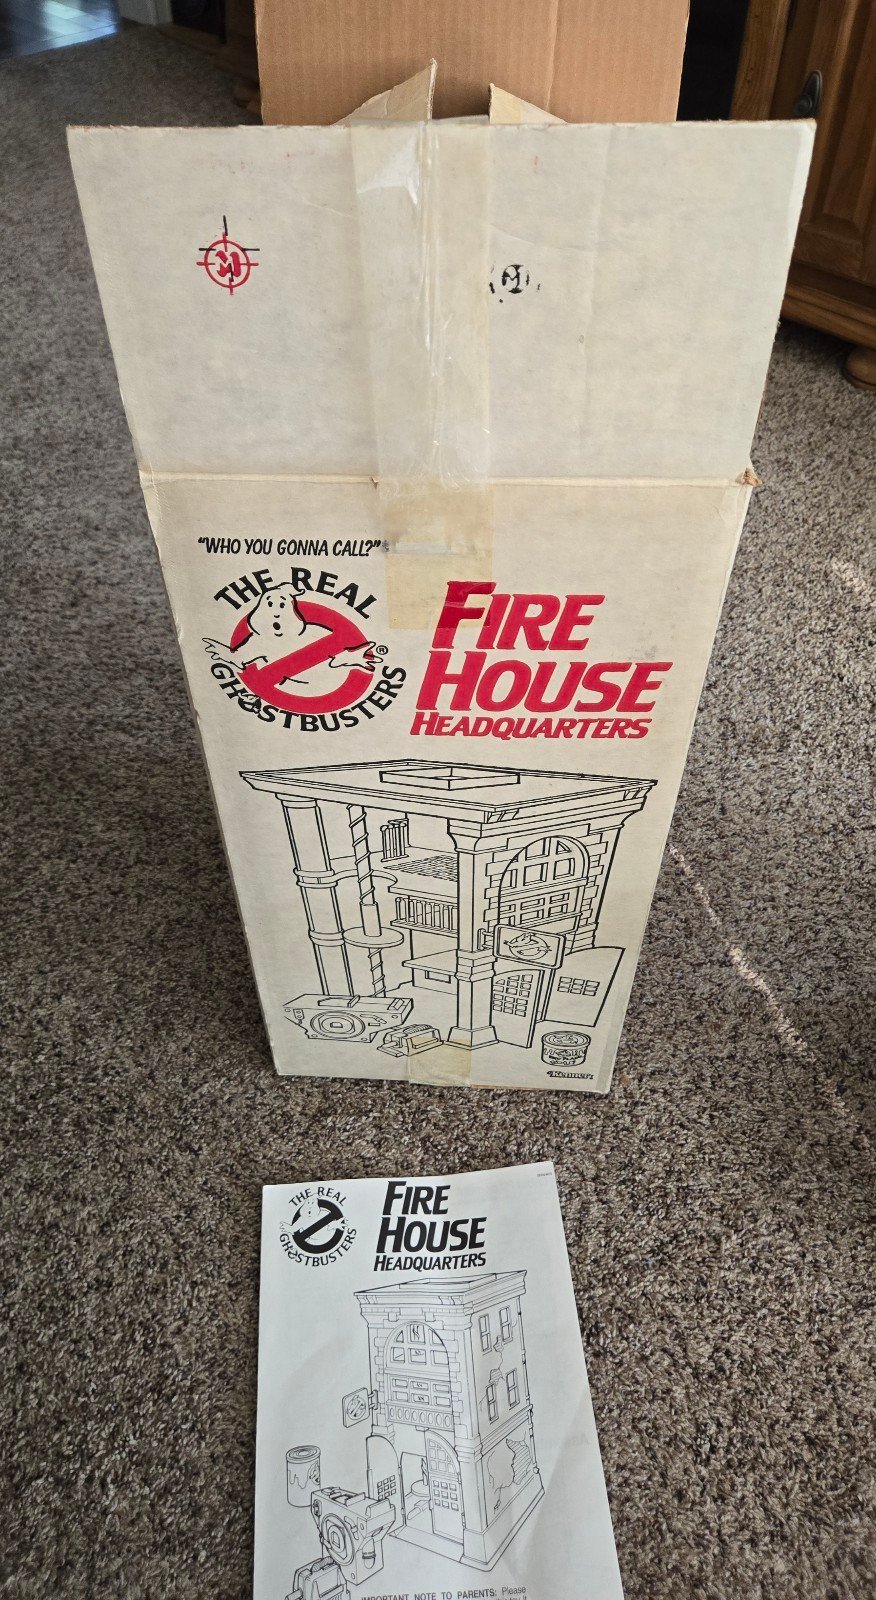 "WHO YOU GONNA CALL?"
THE REAL
GHOSTBUSTERS
®
FIRE
HOUSE
HEADQUARTERS
Kenner
THE REAL
GHOSTBUSTERS
FIRE
HOUSE
HEADQUARTERS
IMPORTANT NOTE TO PARENTS: Please